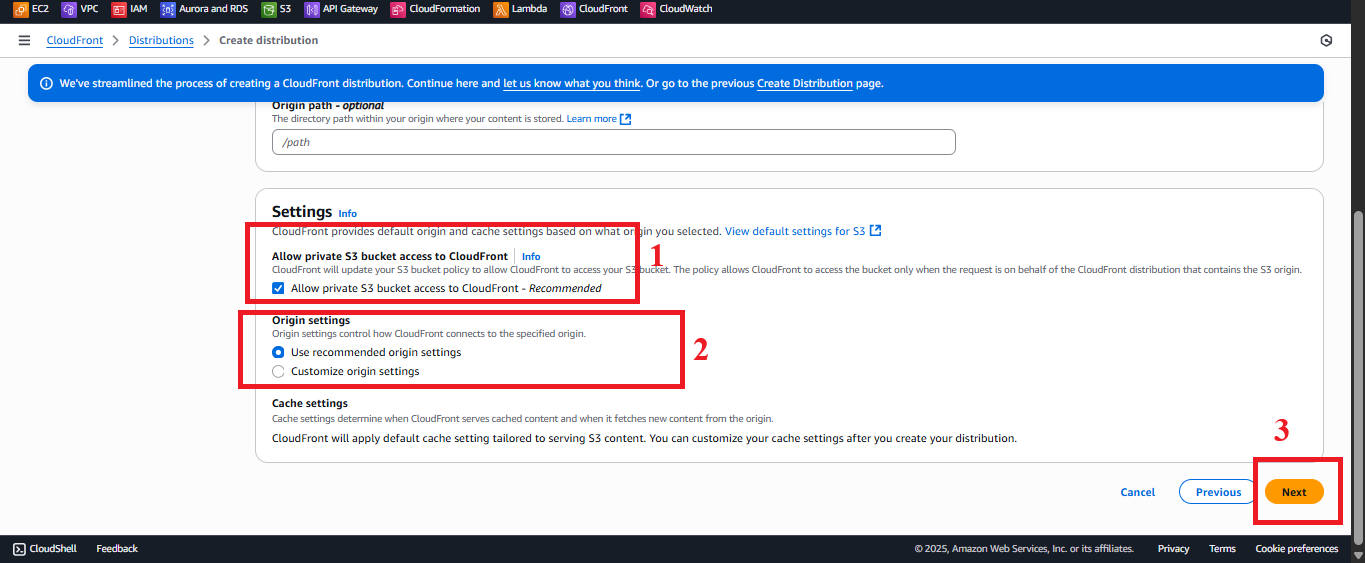 EC2 VPC IAM Aurora and RDS S3 API Gateway CloudFormation Lambda CloudFront CloudWatch
CloudFront > Distributions > Create distribution
We've streamlined the process of creating a CloudFront distribution. Continue here and let us know what you think. Or go to the previous Create Distribution page.
Origin path - optional
The directory path within your origin where your content is stored. Learn more
/path
Settings Info
CloudFront provides default origin and cache settings based on what origin you selected. View default settings for S3
Allow private S3 bucket access to CloudFront Info
1
CloudFront will update your S3 bucket policy to allow CloudFront to access your S3 bucket. The policy allows CloudFront to access the bucket only when the request is on behalf of the CloudFront distribution that contains the S3 origin.
Allow private S3 bucket access to CloudFront - Recommended
Origin settings
Origin settings control how CloudFront connects to the specified origin.
2
Use recommended origin settings
Customize origin settings
Cache settings
Cache settings determine when CloudFront serves cached content and when it fetches new content from the origin.
CloudFront will apply default cache setting tailored to serving S3 content. You can customize your cache settings after you create your distribution.
3
Cancel Previous Next
CloudShell Feedback © 2025, Amazon Web Services, Inc. or its affiliates. Privacy Terms Cookie preferences